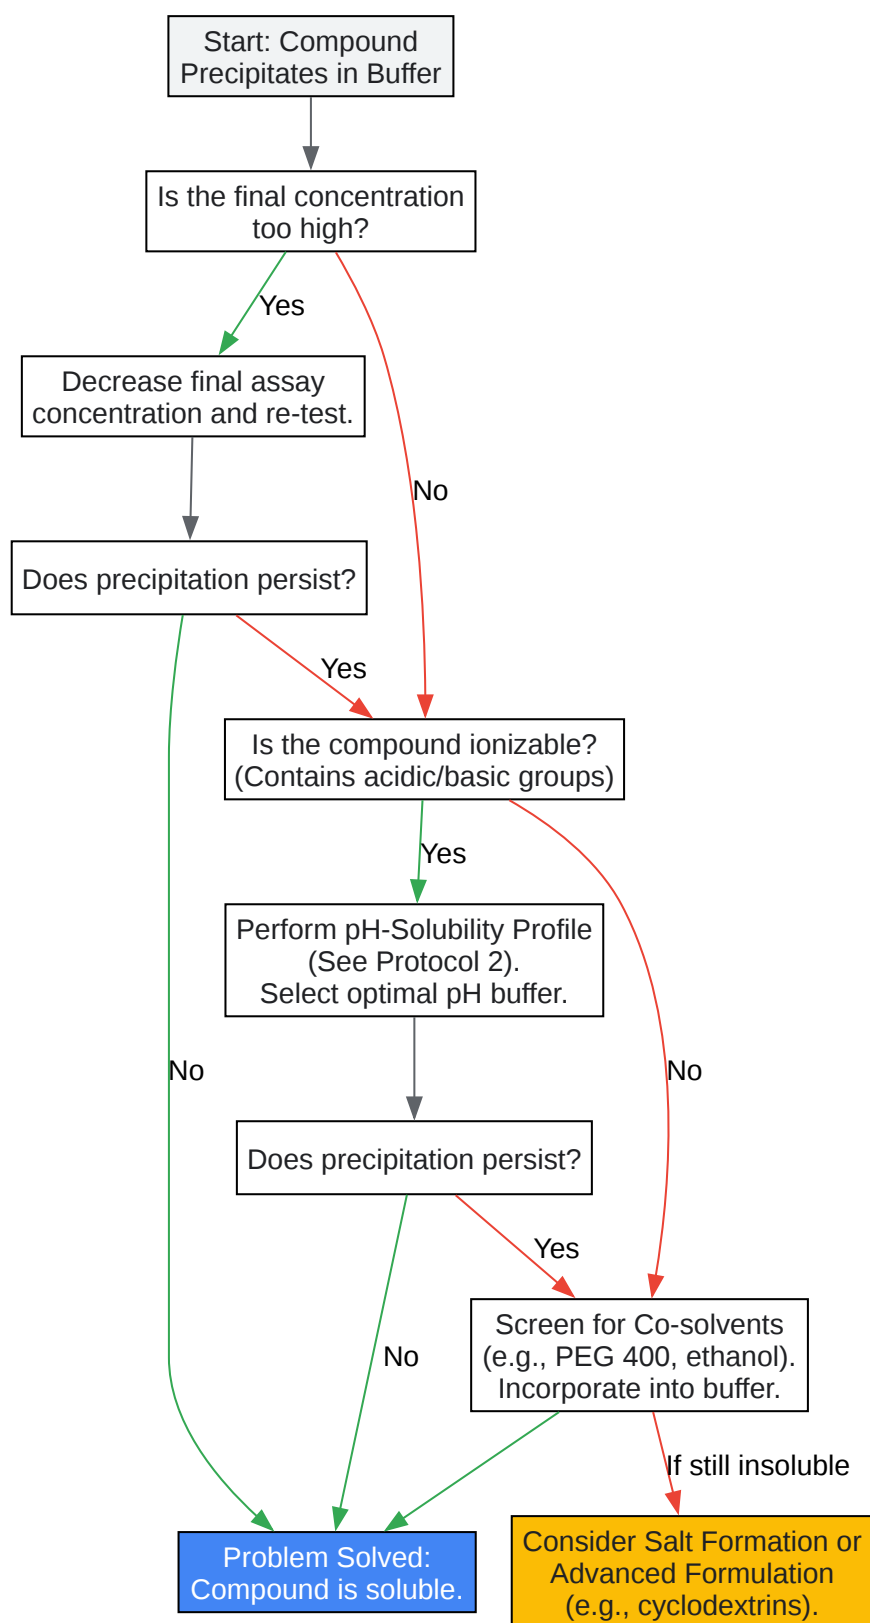 Start: Compound
Precipitates in Buffer
Is the final concentration
too high?
Yes
Decrease final assay
concentration and re-test.
No
Does precipitation persist?
Yes
Is the compound ionizable?
(Contains acidic/basic groups)
Yes
Perform pH-Solubility Profile
(See Protocol 2).
Select optimal pH buffer.
No
No
Does precipitation persist?
Yes
Screen for Co-solvents
(e.g., PEG 400, ethanol).
Incorporate into buffer.
No
If still insoluble
Problem Solved:
Compound is soluble.
Consider Salt Formation or
Advanced Formulation
(e.g., cyclodextrins).